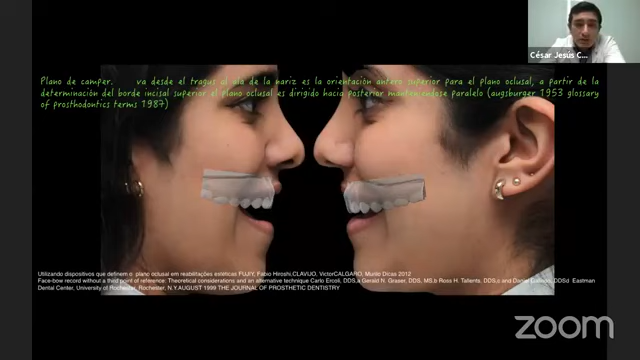 César Jesús C...
Plano de camper. va desde el tragus al ala de la nariz es la orientación antero superior para el plano oclusal, a partir de la
determinación del borde incisal superior el plano oclusal es dirigido hacia posterior manteniendose paralelo (augsburger 1953 glossary
of prosthodontics terms 1987)
Utilizando dispositivos que definem o plano oclusal em reabilitações estéticas FUJIY, Fabio Hiroshi,CLAVIJO, VictorCALGARO, Murilo Dicas 2012
Face-bow record without a third point of reference: Theoretical considerations and an alternative technique Carlo Ercoli, DDS,a Gerald N. Graser, DDS, MS,b Ross H. Tallents, DDS,c and Daniel DDSd Eastman
Dental Center, University of Rochester, Rochester, N.Y.AUGUST 1999 THE JOURNAL OF PROSTHETIC DENTISTRY
zoom